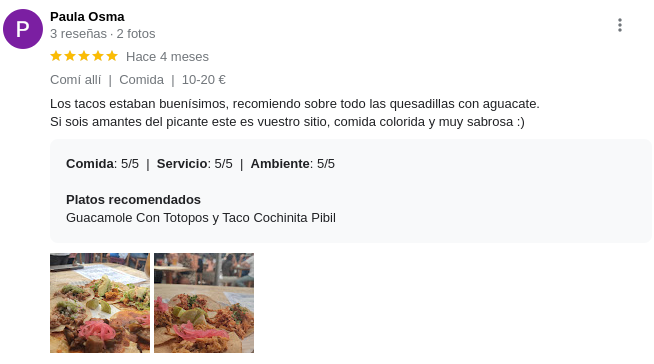 P
Paula Osma
3 reseñas · 2 fotos
Hace 4 meses
Comí allí | Comida | 10-20 €
Los tacos estaban buenísimos, recomiendo sobre todo las quesadillas con aguacate.
Si sois amantes del picante este es vuestro sitio, comida colorida y muy sabrosa :)
Comida: 5/5 | Servicio: 5/5 | Ambiente: 5/5
Platos recomendados
Guacamole Con Totopos y Taco Cochinita Pibil